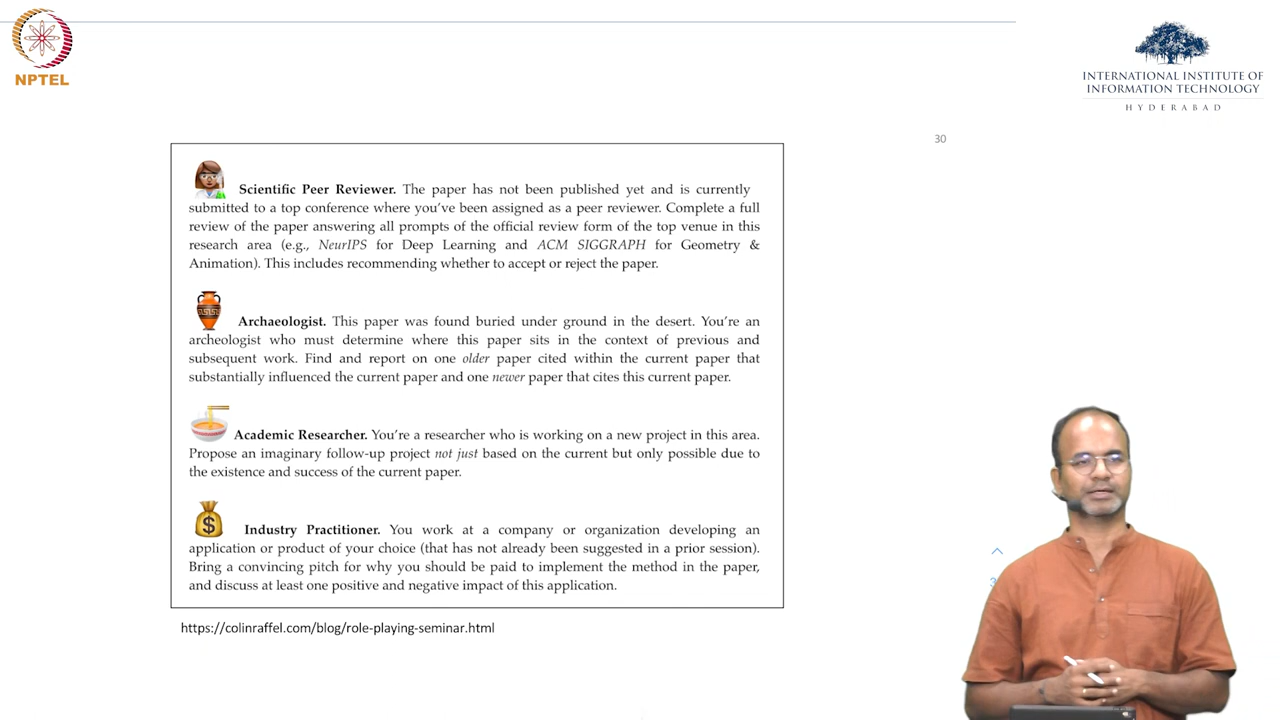 NPTEL
INTERNATIONAL INSTITUTE OF
INFORMATION TECHNOLOGY
HYDERABAD
30
Scientific Peer Reviewer. The paper has not been published yet and is currently
submitted to a top conference where you've been assigned as a peer reviewer. Complete a full
review of the paper answering all prompts of the official review form of the top venue in this
research area (e.g., NeurIPS for Deep Learning and ACM SIGGRAPH for Geometry &
Animation). This includes recommending whether to accept or reject the paper.
Archaeologist. This paper was found buried under ground in the desert. You're an
archeologist who must determine where this paper sits in the context of previous and
subsequent work. Find and report on one older paper cited within the current paper that
substantially influenced the current paper and one newer paper that cites this current paper.
Academic Researcher. You're a researcher who is working on a new project in this area.
Propose an imaginary follow-up project not just based on the current but only possible due to
the existence and success of the current paper.
$
Industry Practitioner. You work at a company or organization developing an
application or product of your choice (that has not already been suggested in a prior session).
Bring a convincing pitch for why you should be paid to implement the method in the paper,
and discuss at least one positive and negative impact of this application.
https://colinraffel.com/blog/role-playing-seminar.html